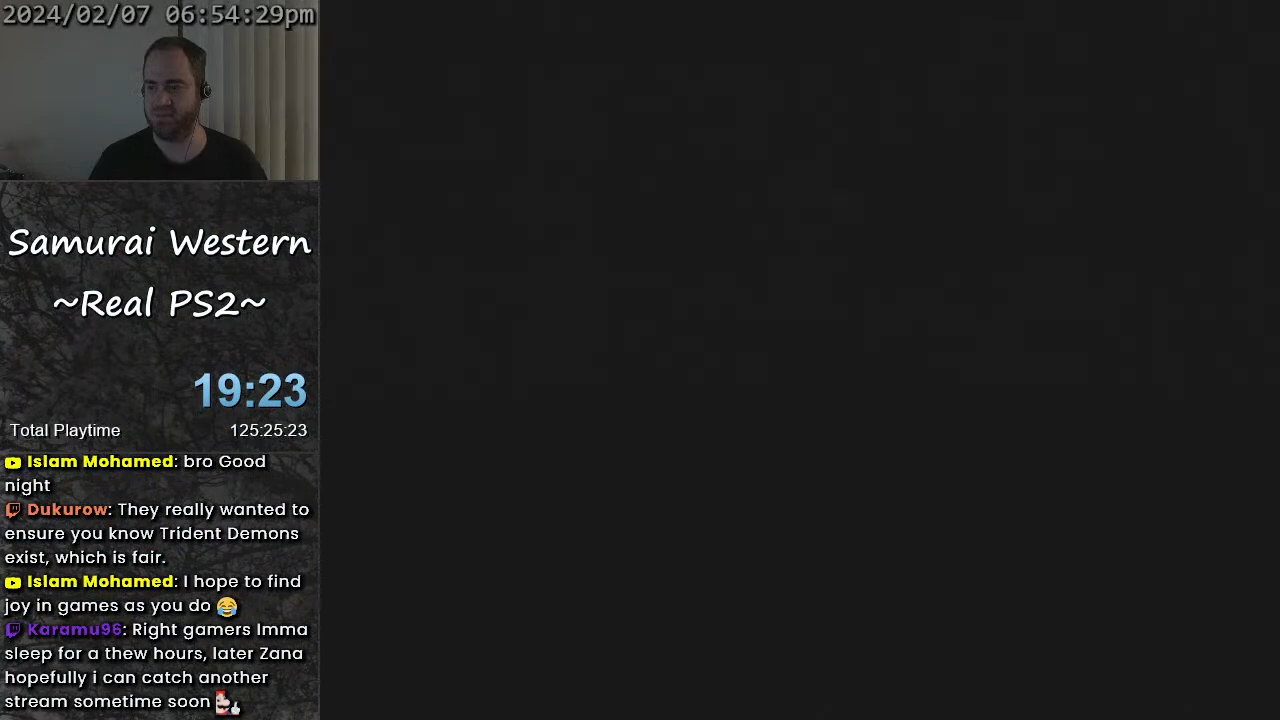 2024/02/07 06:54:29pm
Samurai Western
~Real PS2~
19:23
Total Playtime 125:25:23
Islam Mohamed: bro Good
night
Dukurow: They really wanted to
ensure you know Trident Demons
exist, which is fair.
Islam Mohamed: I hope to find
joy in games as you do 😂
Karamu96: Right gamers Imma
sleep for a thew hours, later Zana
hopefully i can catch another
stream sometime soon